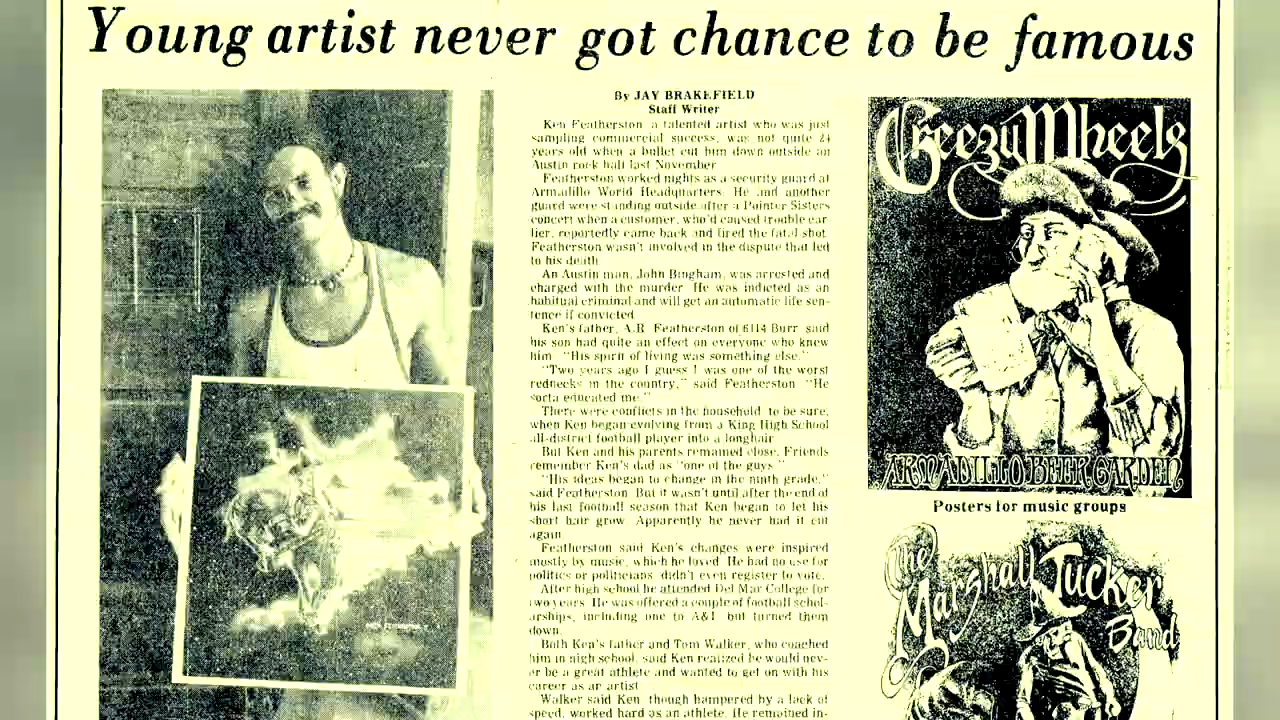 Young artist never got chance to be famous
By JAY BRAKEFIELD
Staff Writer
Ken Featherston, a talented artist who was just
sampling commercial success, was not quite 24
years old when a bullet cut him down outside an
Austin rock hall last November.
Featherston worked nights as a security guard at
Armadillo World Headquarters. He and another
guard were standing outside after a Pointer Sisters
concert when a customer, who'd caused trouble ear-
lier, reportedly came back and fired the fatal shot.
Featherston wasn't involved in the dispute that led
to his death.
An Austin man, John Bingham, was arrested and
charged with the murder. He was indicted as an
habitual criminal and will get an automatic life sen-
tence if convicted.
Ken's father, A.R. Featherston of 6114 Burr, said
his son had quite an effect on everyone who knew
him. "His spirit of living was something else."
"Two years ago I guess I was one of the worst
rednecks in the country," said Featherston. "He
sorta educated me."
There were conflicts in the household, to be sure,
when Ken began evolving from a King High School
all-district football player into a longhair.
But Ken and his parents remained close. Friends
remember Ken's dad as "one of the guys."
"His ideas began to change in the ninth grade,"
said Featherston. But it wasn't until after the end of
his last football season that Ken began to let his
short hair grow. Apparently he never had it cut
again.
Featherston said Ken's changes were inspired
mostly by music, which he loved. He had no use for
politics or politicians, didn't even register to vote.
After high school he attended Del Mar College for
two years. He was offered a couple of football schol-
arships, including one to A&I, but turned them
down.
Both Ken's father and Tom Walker, who coached
him in high school, said Ken realized he would nev-
er be a great athlete and wanted to get on with his
career as an artist.
Walker said Ken, though hampered by a lack of
speed, worked hard as an athlete. He remained in-
Greezy Wheels
ARMADILLO BEER GARDEN
Posters for music groups
The
Marshall Tucker
Band